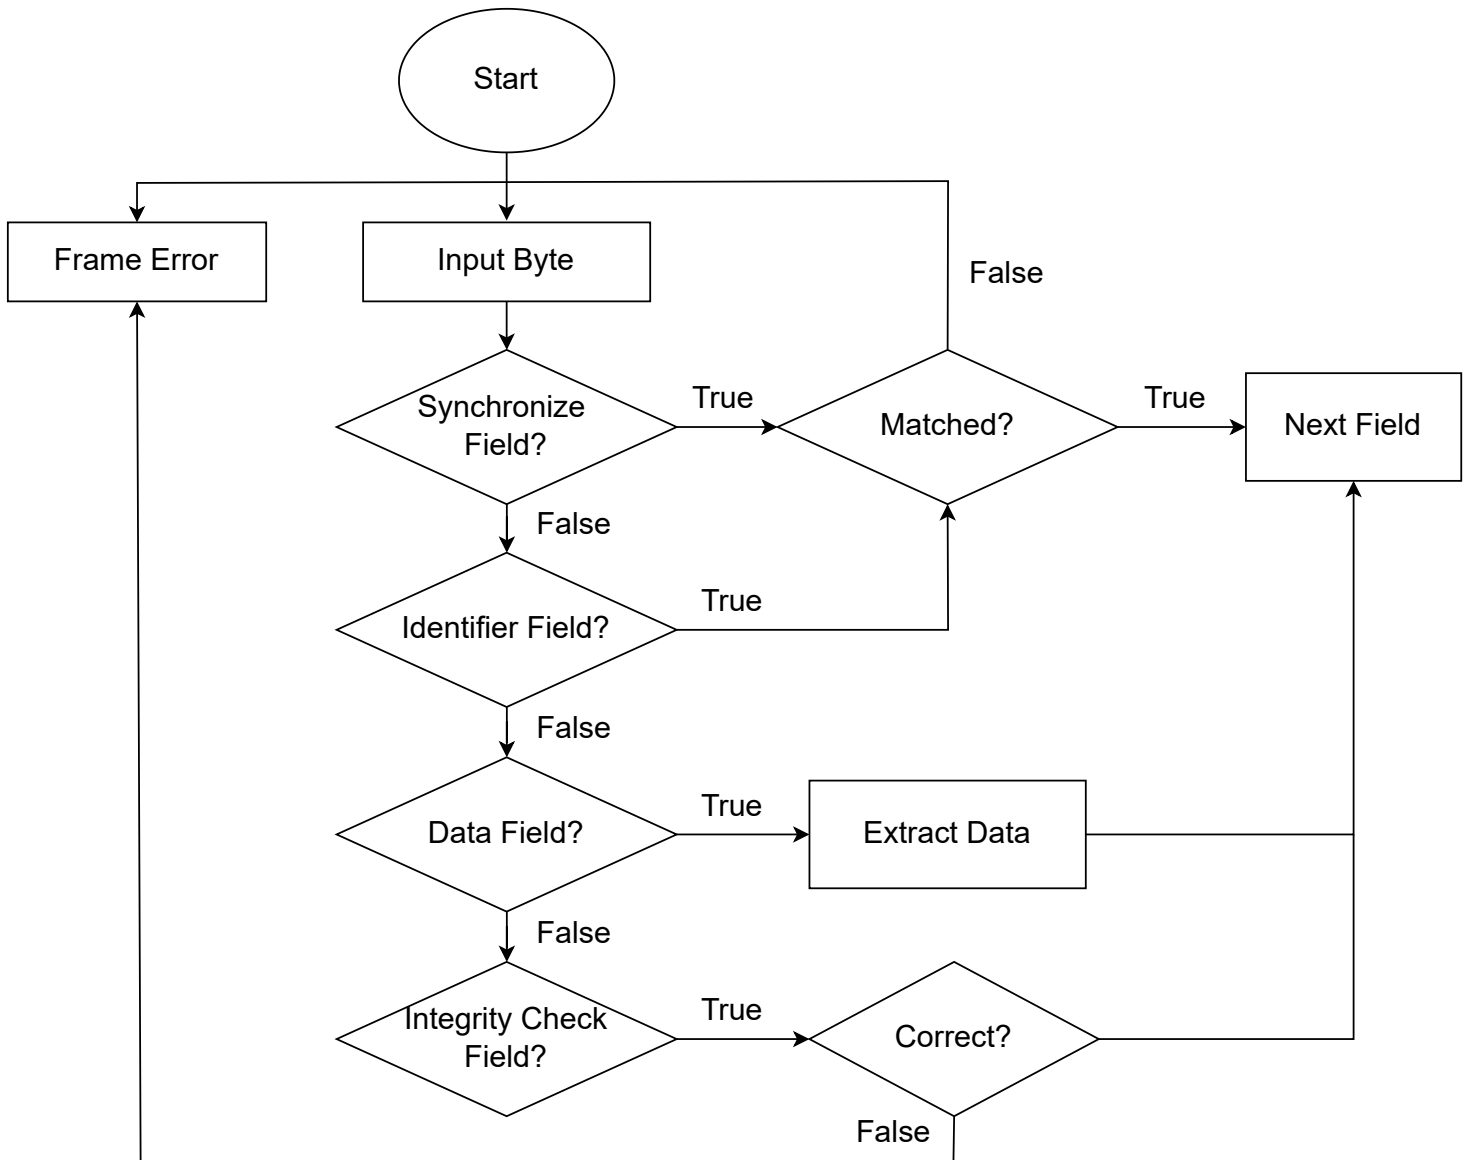 Start
Frame Error
Input Byte
False
Synchronize
Field?
True
Matched?
True
Next Field
False
Identifier Field?
True
False
Data Field?
True
Extract Data
False
Integrity Check
Field?
True
Correct?
False